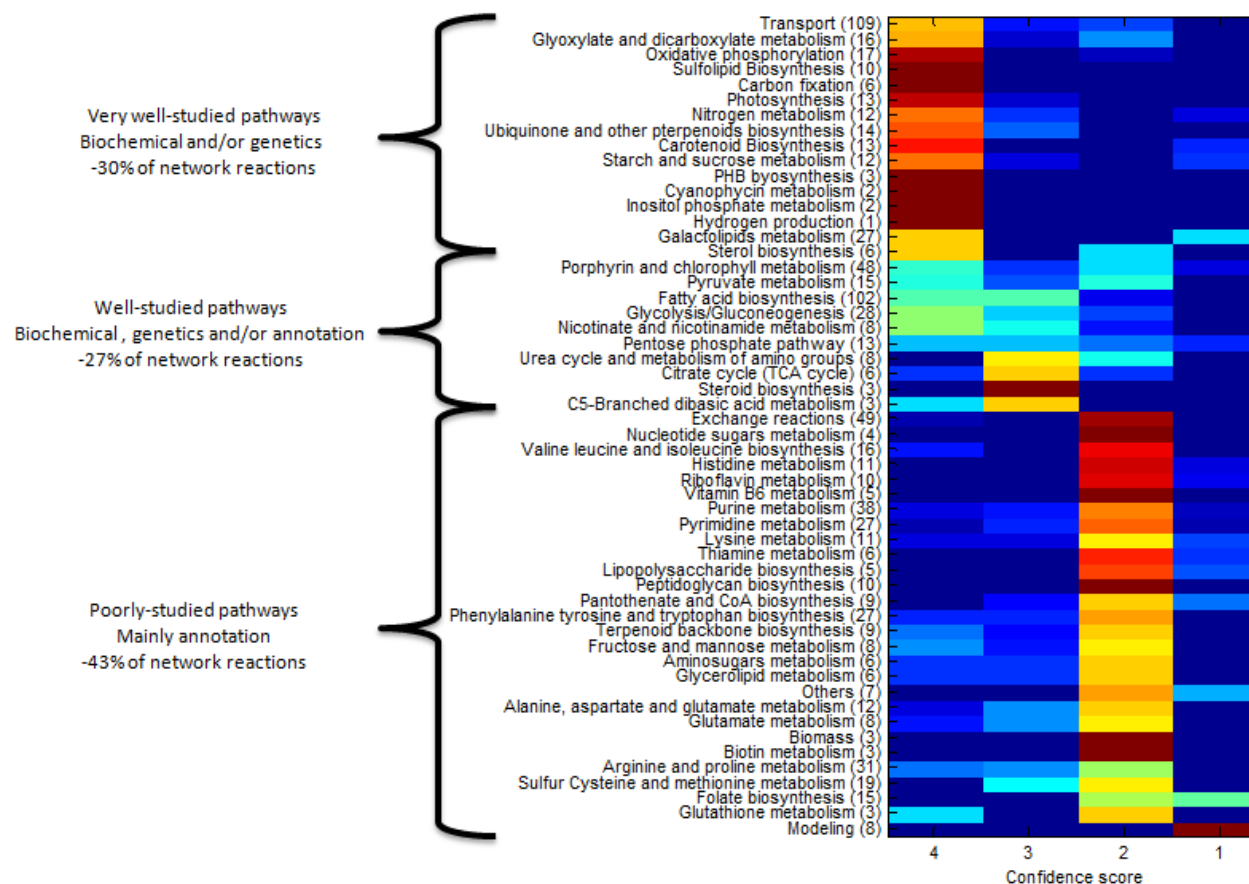 Very well-studied pathways
Biochemical and/or genetics
-30% of network reactions
Well-studied pathways
Biochemical , genetics and/or annotation
-27% of network reactions
Poorly-studied pathways
Mainly annotation
-43% of network reactions
Transport (109)
Glyoxylate and dicarboxylate metabolism (16)
Oxidative phosphorylation (17)
Sulfolipid Biosynthesis (10)
Carbon fixation (6)
Photosynthesis (13)
Nitrogen metabolism (12)
Ubiquinone and other pterpenoids biosynthesis (14)
Carotenoid Biosynthesis (13)
Starch and sucrose metabolism (12)
PHB byosynthesis (3)
Cyanophycin metabolism (2)
Inositol phosphate metabolism (2)
Hydrogen production (1)
Galactolipids metabolism (27)
Sterol biosynthesis (6)
Porphyrin and chlorophyll metabolism (48)
Pyruvate metabolism (15)
Fatty acid biosynthesis (102)
Glycolysis/Gluconeogenesis (28)
Nicotinate and nicotinamide metabolism (8)
Pentose phosphate pathway (13)
Urea cycle and metabolism of amino groups (8)
Citrate cycle (TCA cycle) (6)
Steroid biosynthesis (3)
C5-Branched dibasic acid metabolism (3)
Exchange reactions (49)
Nucleotide sugars metabolism (4)
Valine leucine and isoleucine biosynthesis (16)
Histidine metabolism (11)
Riboflavin metabolism (10)
Vitamin B6 metabolism (5)
Purine metabolism (38)
Pyrimidine metabolism (27)
Lysine metabolism (11)
Thiamine metabolism (6)
Lipopolysaccharide biosynthesis (5)
Peptidoglycan biosynthesis (10)
Pantothenate and CoA biosynthesis (9)
Phenylalanine tyrosine and tryptophan biosynthesis (27)
Terpenoid backbone biosynthesis (9)
Fructose and mannose metabolism (8)
Aminosugars metabolism (6)
Glycerolipid metabolism (6)
Others (7)
Alanine, aspartate and glutamate metabolism (12)
Glutamate metabolism (8)
Biomass (3)
Biotin metabolism (3)
Arginine and proline metabolism (31)
Sulfur Cysteine and methionine metabolism (19)
Folate biosynthesis (15)
Glutathione metabolism (3)
Modeling (8)
4 3 2 1
Confidence score